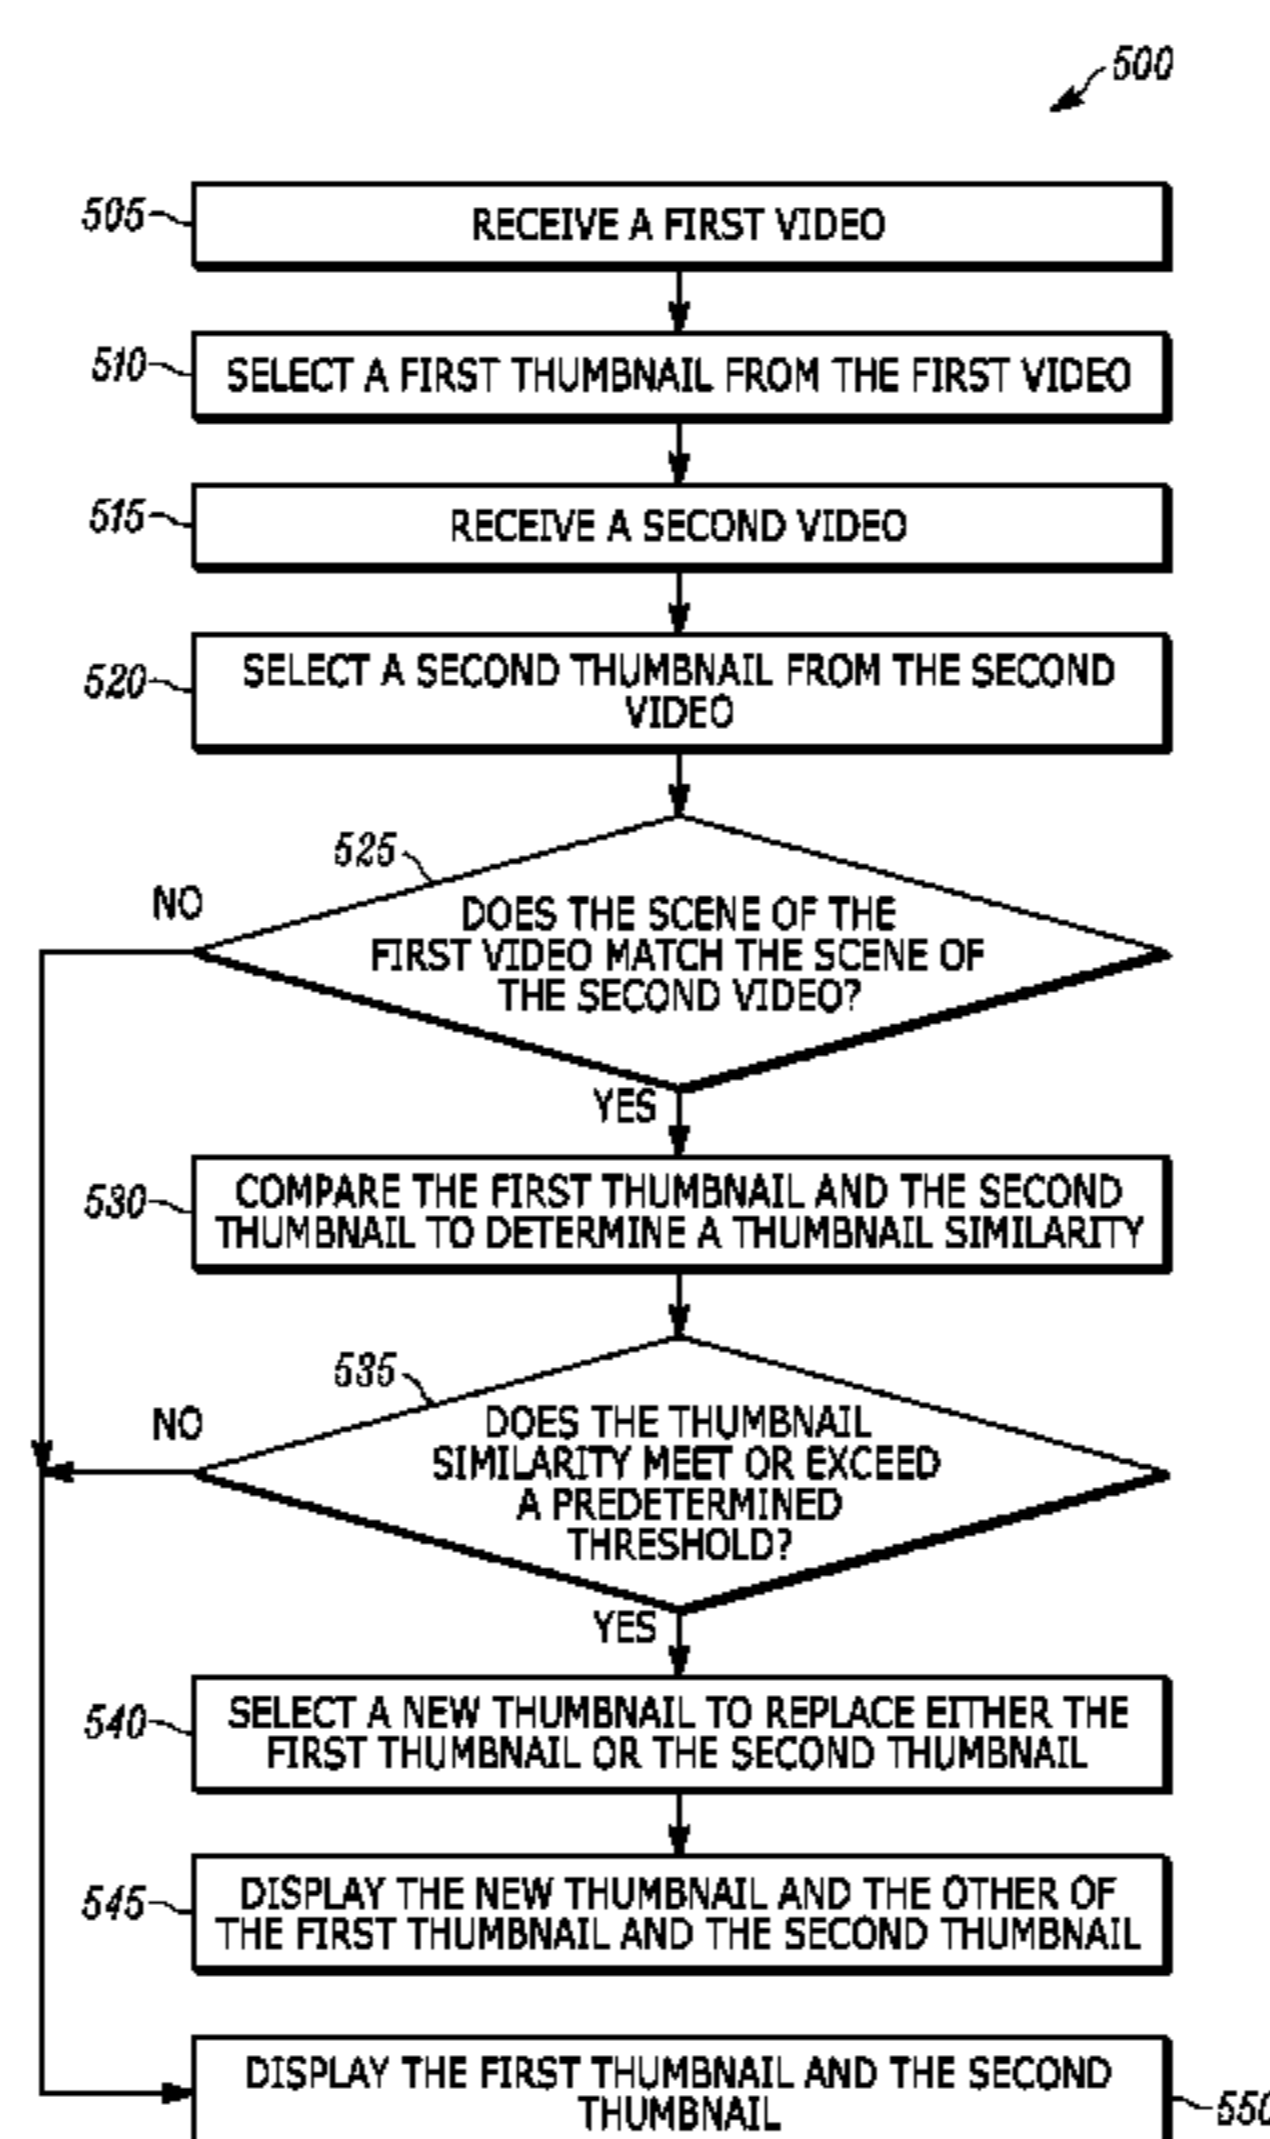 500
505
RECEIVE A FIRST VIDEO
510
SELECT A FIRST THUMBNAIL FROM THE FIRST VIDEO
515
RECEIVE A SECOND VIDEO
520
SELECT A SECOND THUMBNAIL FROM THE SECOND
VIDEO
525
NO
DOES THE SCENE OF THE
FIRST VIDEO MATCH THE SCENE OF
THE SECOND VIDEO?
YES
530
COMPARE THE FIRST THUMBNAIL AND THE SECOND
THUMBNAIL TO DETERMINE A THUMBNAIL SIMILARITY
535
NO
DOES THE THUMBNAIL
SIMILARITY MEET OR EXCEED
A PREDETERMINED
THRESHOLD?
YES
540
SELECT A NEW THUMBNAIL TO REPLACE EITHER THE
FIRST THUMBNAIL OR THE SECOND THUMBNAIL
545
DISPLAY THE NEW THUMBNAIL AND THE OTHER OF
THE FIRST THUMBNAIL AND THE SECOND THUMBNAIL
DISPLAY THE FIRST THUMBNAIL AND THE SECOND
THUMBNAIL
550